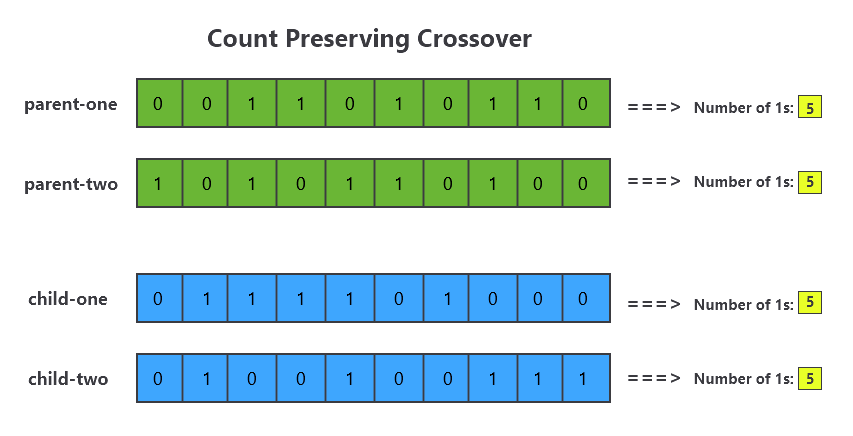 Count Preserving Crossover
parent-one 0 0 1 1 0 1 0 1 1 0 ===> Number of 1s: 5
parent-two 1 0 1 0 1 1 0 1 0 0 ===> Number of 1s: 5
child-one 0 1 1 1 1 0 1 0 0 0 ===> Number of 1s: 5
child-two 0 1 0 0 1 0 0 1 1 1 ===> Number of 1s: 5